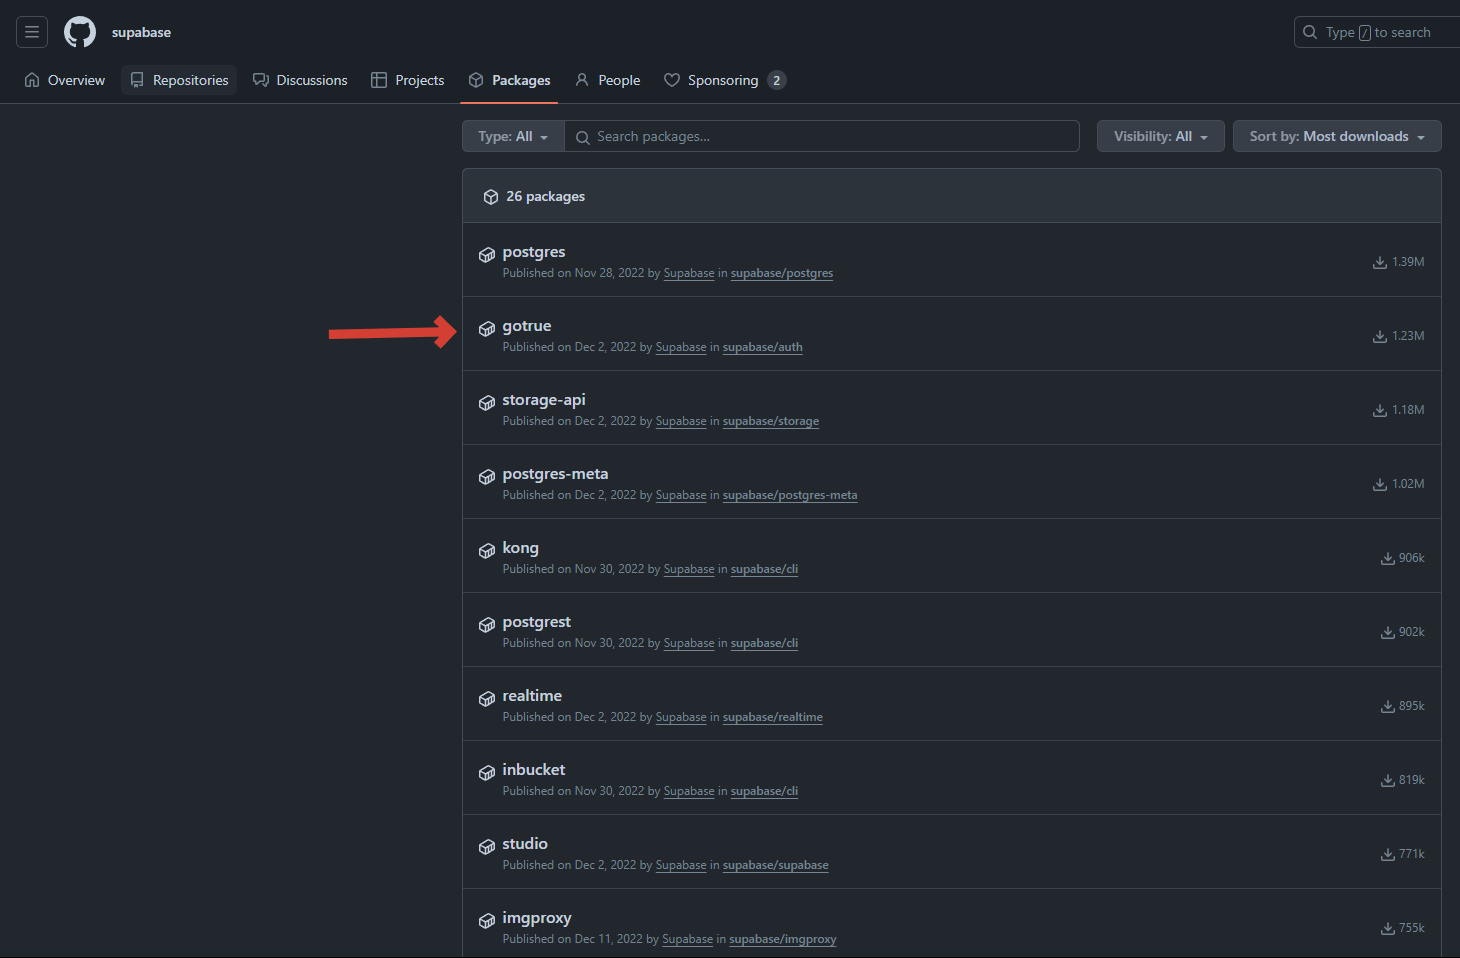 supabase
Type / to search
Overview
Repositories
Discussions
Projects
Packages
People
Sponsoring 2
Type: All
Search packages...
Visibility: All
Sort by: Most downloads
26 packages
postgres
Published on Nov 28, 2022 by Supabase in supabase/postgres
1.39M
gotrue
Published on Dec 2, 2022 by Supabase in supabase/auth
1.23M
storage-api
Published on Dec 2, 2022 by Supabase in supabase/storage
1.18M
postgres-meta
Published on Dec 2, 2022 by Supabase in supabase/postgres-meta
1.02M
kong
Published on Nov 30, 2022 by Supabase in supabase/cli
906k
postgrest
Published on Nov 30, 2022 by Supabase in supabase/cli
902k
realtime
Published on Dec 2, 2022 by Supabase in supabase/realtime
895k
inbucket
Published on Nov 30, 2022 by Supabase in supabase/cli
819k
studio
Published on Dec 2, 2022 by Supabase in supabase/supabase
771k
imgproxy
Published on Dec 11, 2022 by Supabase in supabase/imgproxy
755k